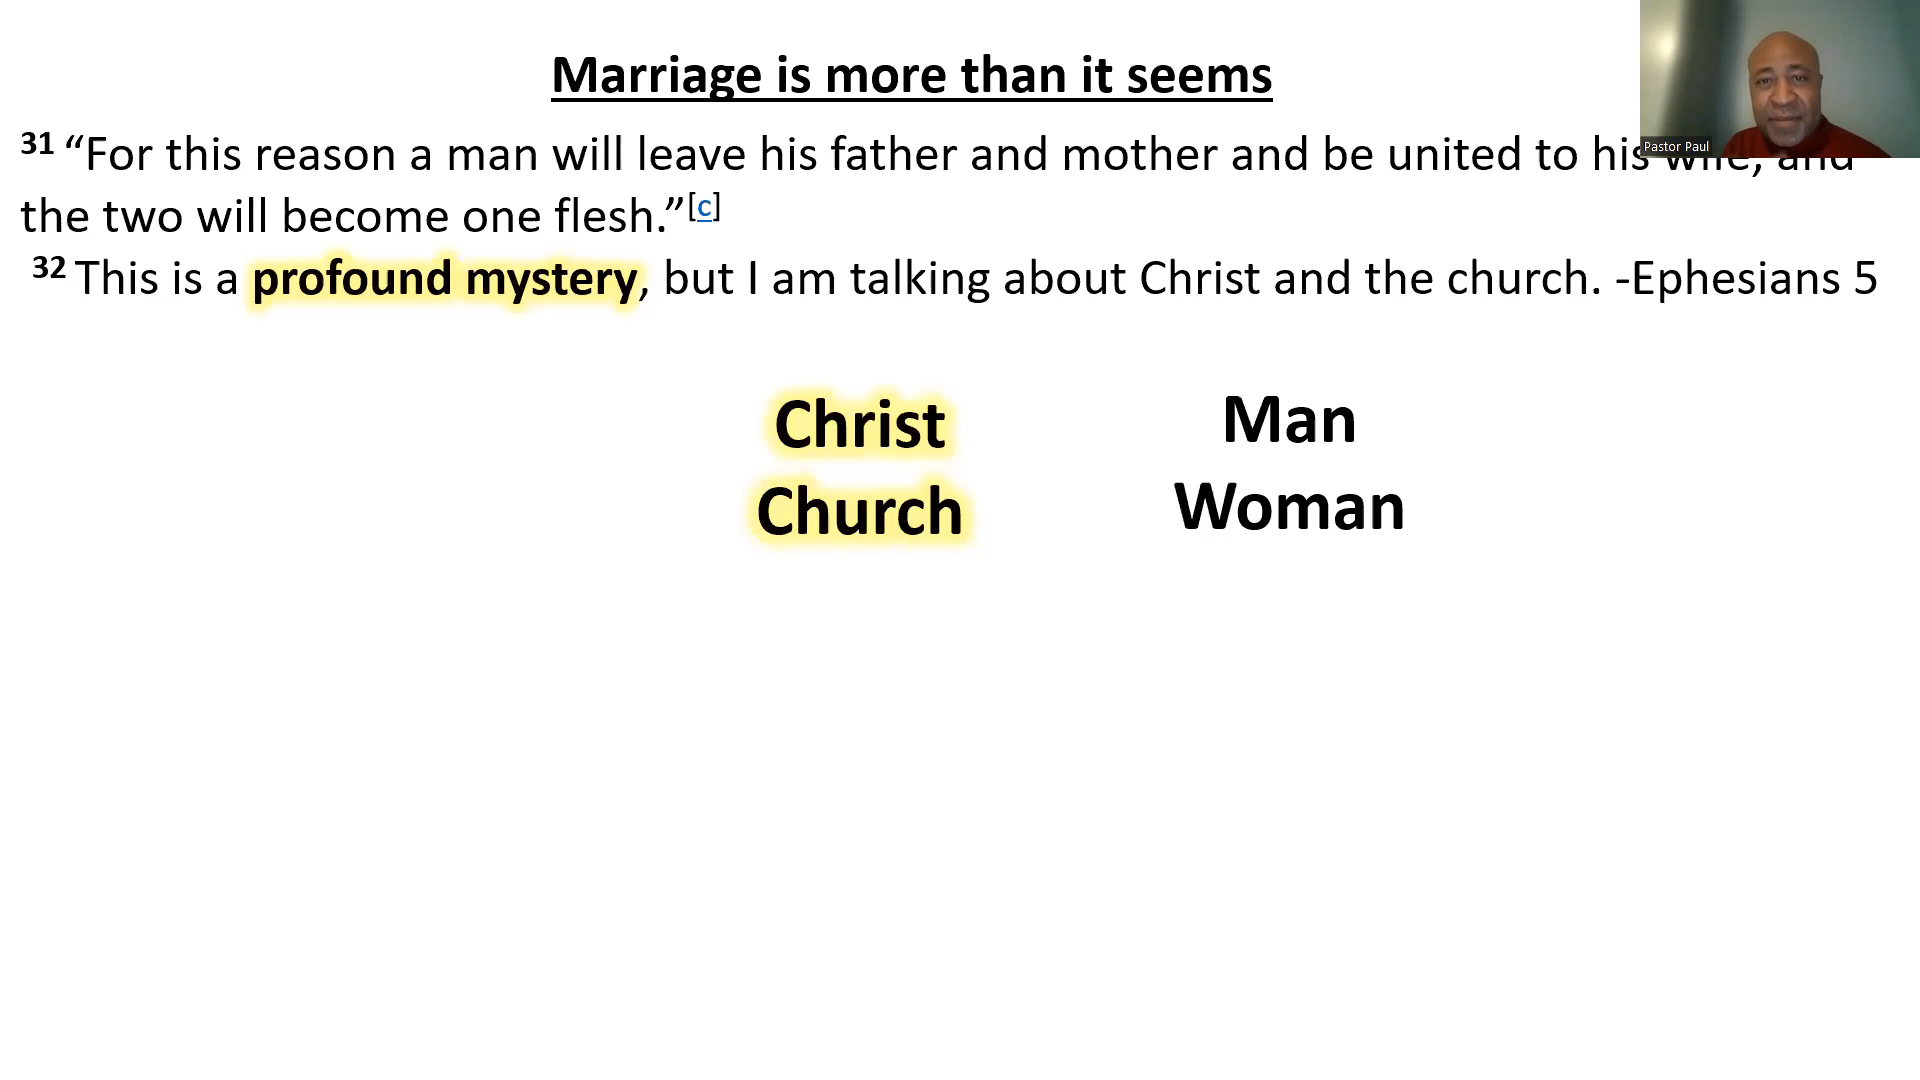 Marriage is more than it seems
31 “For this reason a man will leave his father and mother and be united to his wife, and
the two will become one flesh.”[c]
32 This is a profound mystery, but I am talking about Christ and the church. -Ephesians 5
Christ Man
Church Woman
Pastor Paul